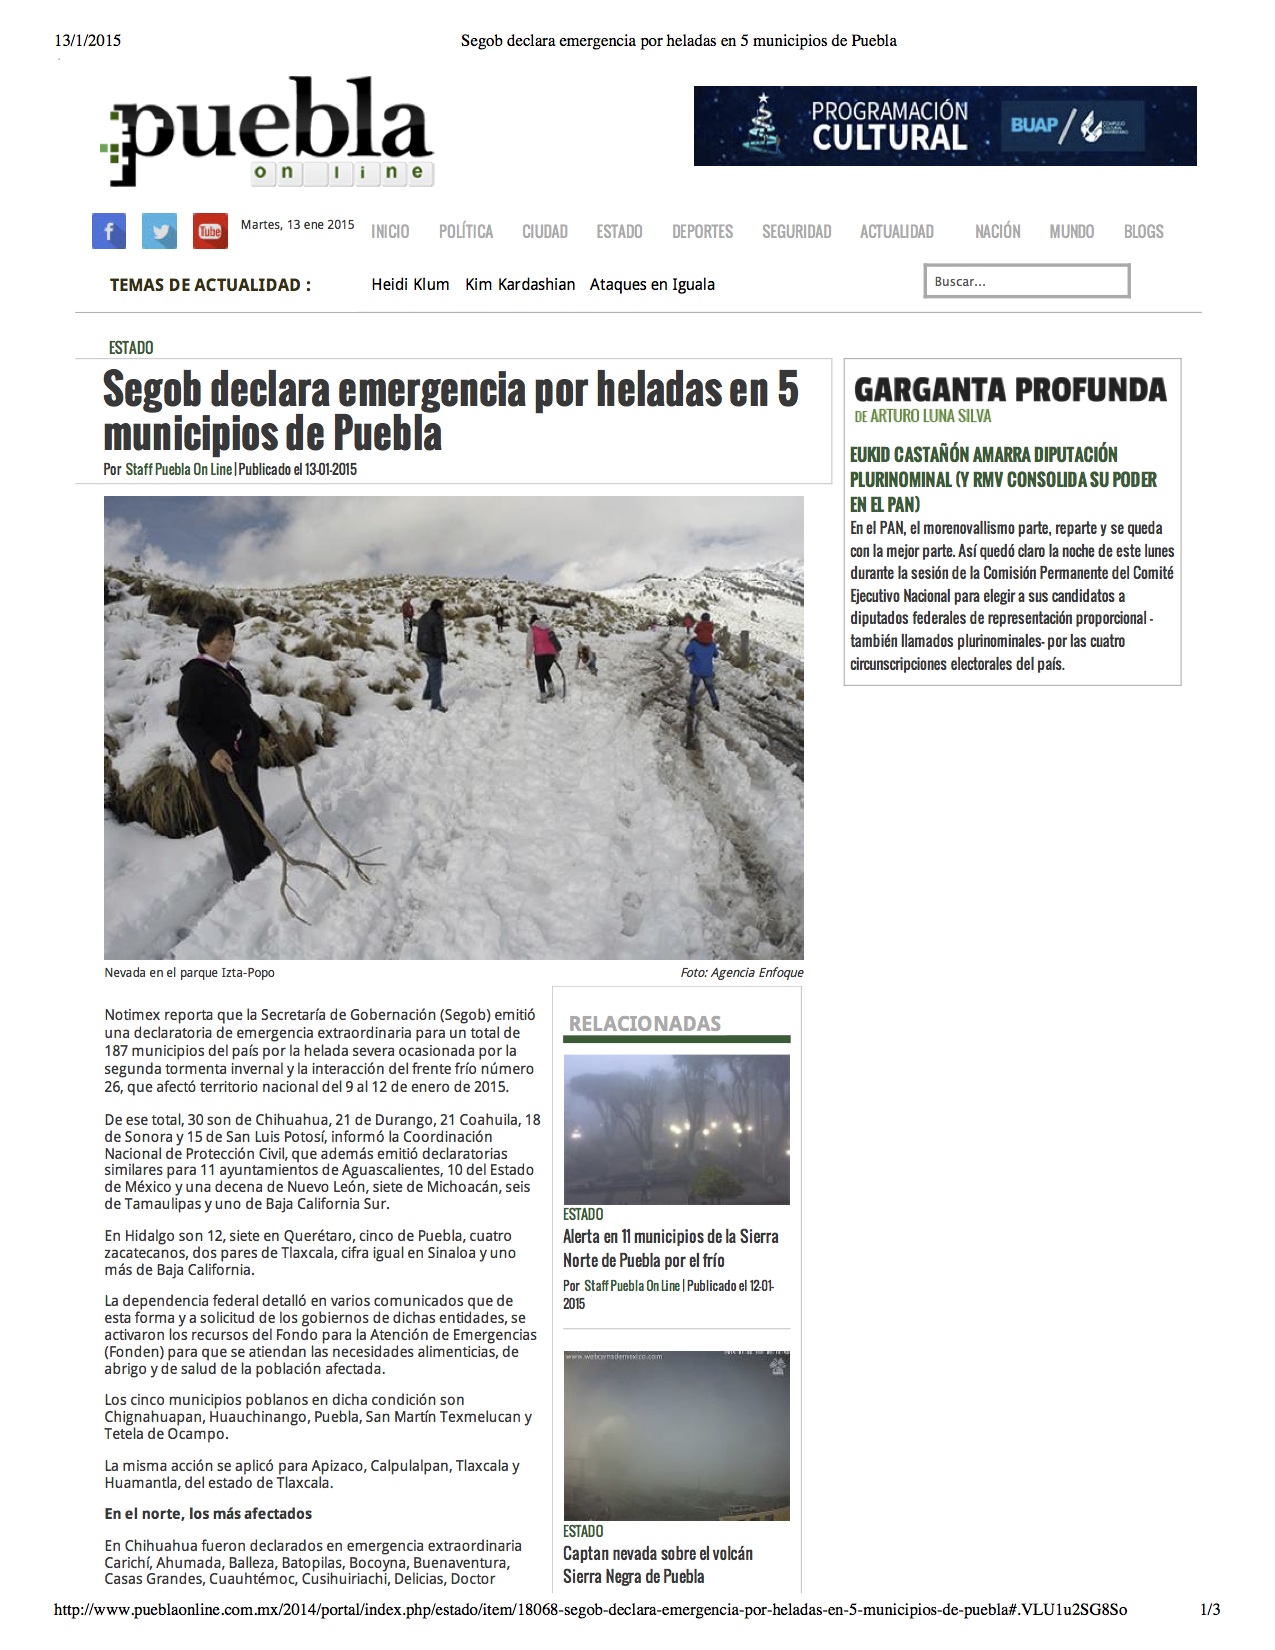 13/1/2015
Segob declara emergencia por heladas en 5 municipios de Puebla
puebla
on line
PROGRAMACIÓN
CULTURAL
BUAP
Martes, 13 ene 2015
INICIO POLÍTICA CIUDAD ESTADO DEPORTES SEGURIDAD ACTUALIDAD NACIÓN MUNDO BLOGS
TEMAS DE ACTUALIDAD :
Heidi Klum Kim Kardashian Ataques en Iguala
Buscar...
ESTADO
Segob declara emergencia por heladas en 5
municipios de Puebla
Por Staff Puebla On Line | Publicado el 13-01-2015
GARGANTA PROFUNDA
DE ARTURO LUNA SILVA
EUKID CASTAÑÓN AMARRA DIPUTACIÓN
PLURINOMINAL (Y RMV CONSOLIDA SU PODER
EN EL PAN)
En el PAN, el morenovallismo parte, reparte y se queda
con la mejor parte. Así quedó claro la noche de este lunes
durante la sesión de la Comisión Permanente del Comité
Ejecutivo Nacional para elegir a sus candidatos a
diputados federales de representación proporcional -
también llamados plurinominales- por las cuatro
circunscripciones electorales del país.
Nevada en el parque Izta-Popo
Foto: Agencia Enfoque
Notimex reporta que la Secretaría de Gobernación (Segob) emitió
una declaratoria de emergencia extraordinaria para un total de
187 municipios del país por la helada severa ocasionada por la
segunda tormenta invernal y la interacción del frente frío número
26, que afectó territorio nacional del 9 al 12 de enero de 2015.
De ese total, 30 son de Chihuahua, 21 de Durango, 21 Coahuila, 18
de Sonora y 15 de San Luis Potosí, informó la Coordinación
Nacional de Protección Civil, que además emitió declaratorias
similares para 11 ayuntamientos de Aguascalientes, 10 del Estado
de México y una decena de Nuevo León, siete de Michoacán, seis
de Tamaulipas y uno de Baja California Sur.
En Hidalgo son 12, siete en Querétaro, cinco de Puebla, cuatro
zacatecanos, dos pares de Tlaxcala, cifra igual en Sinaloa y uno
más de Baja California.
La dependencia federal detalló en varios comunicados que de
esta forma y a solicitud de los gobiernos de dichas entidades, se
activaron los recursos del Fondo para la Atención de Emergencias
(Fonden) para que se atiendan las necesidades alimenticias, de
abrigo y de salud de la población afectada.
Los cinco municipios poblanos en dicha condición son
Chignahuapan, Huauchinango, Puebla, San Martín Texmelucan y
Tetela de Ocampo.
La misma acción se aplicó para Apizaco, Calpulalpan, Tlaxcala y
Huamantla, del estado de Tlaxcala.
En el norte, los más afectados
En Chihuahua fueron declarados en emergencia extraordinaria
Carichí, Ahumada, Balleza, Batopilas, Bocoyna, Buenaventura,
Casas Grandes, Cuauhtémoc, Cusihuiriachi, Delicias, Doctor
RELACIONADAS
ESTADO
Alerta en 11 municipios de la Sierra
Norte de Puebla por el frío
Por Staff Puebla On Line | Publicado el 12-01-
2015
www.webcamsdemexico.com
ESTADO
Captan nevada sobre el volcán
Sierra Negra de Puebla
http://www.pueblaonline.com.mx/2014/portal/index.php/estado/item/18068-segob-declara-emergencia-por-heladas-en-5-municipios-de-puebla#.VLU1u2SG8So
1/3